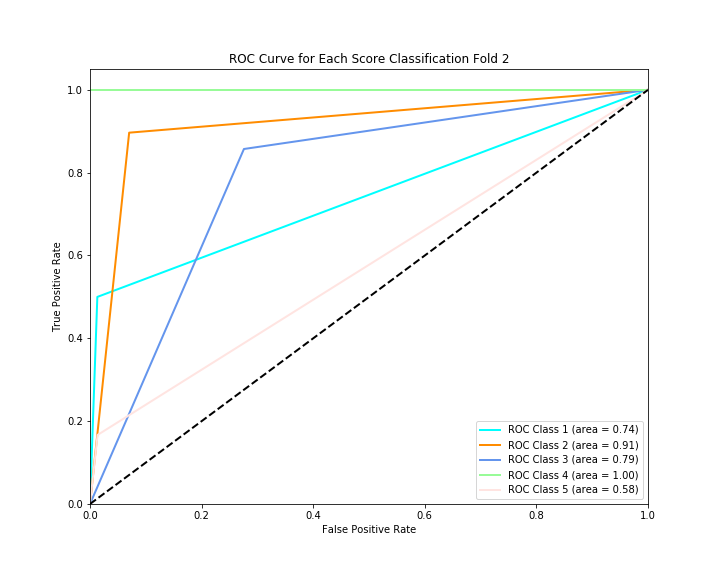 ROC Curve for Each Score Classification Fold 2
True Positive Rate
1.0
0.8
0.6
0.4
0.2
0.0
0.0 0.2 0.4 0.6 0.8 1.0
False Positive Rate
ROC Class 1 (area = 0.74)
ROC Class 2 (area = 0.91)
ROC Class 3 (area = 0.79)
ROC Class 4 (area = 1.00)
ROC Class 5 (area = 0.58)